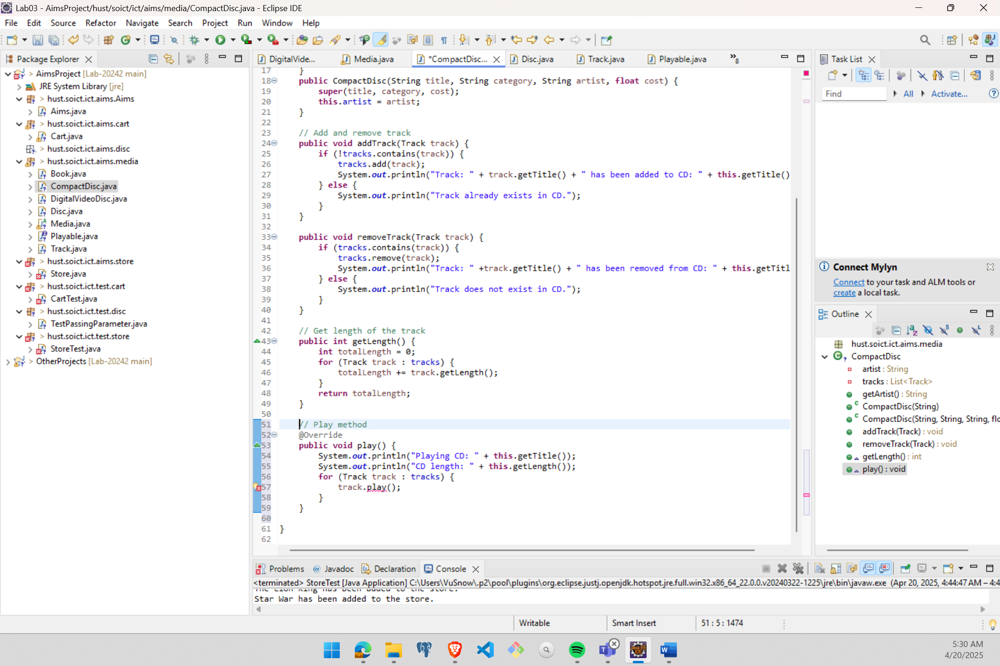 Lab03 - AimsProject/hust/soict/ict/aims/media/CompactDisc.java - Eclipse IDE
File Edit Source Refactor Navigate Search Project Run Window Help
Package Explorer
> AimsProject [Lab-20242 main]
JRE System Library [jre]
> hust.soict.ict.aims.Aims
Aims.java
> hust.soict.ict.aims.cart
Cart.java
> hust.soict.ict.aims.disc
> hust.soict.ict.aims.media
Book.java
CompactDisc.java
DigitalVideoDisc.java
Disc.java
Media.java
Playable.java
Track.java
> hust.soict.ict.aims.store
Store.java
> hust.soict.ict.test.cart
CartTest.java
> hust.soict.ict.test.disc
TestPassingParameter.java
> hust.soict.ict.test.store
StoreTest.java
> OtherProjects [Lab-20242 main]
DigitalVide... Media.java *CompactDisc... Disc.java Track.java Playable.java »8
17 }
18 public CompactDisc(String title, String category, String artist, float cost) {
19 super(title, category, cost);
20 this.artist = artist;
21 }
22
23 // Add and remove track
24 public void addTrack(Track track) {
25 if (!tracks.contains(track)) {
26 tracks.add(track);
27 System.out.println("Track: " + track.getTitle() + " has been added to CD: " + this.getTitle()
28 } else {
29 System.out.println("Track already exists in CD.");
30 }
31 }
32
33 public void removeTrack(Track track) {
34 if (tracks.contains(track)) {
35 tracks.remove(track);
36 System.out.println("Track: " +track.getTitle() + " has been removed from CD: " + this.getTitl
37 } else {
38 System.out.println("Track does not exist in CD.");
39 }
40 }
41
42 // Get length of the track
43 public int getLength() {
44 int totalLength = 0;
45 for (Track track : tracks) {
46 totalLength += track.getLength();
47 }
48 return totalLength;
49 }
50
51 // Play method
52 @Override
53 public void play() {
54 System.out.println("Playing CD: " + this.getTitle());
55 System.out.println("CD length: " + this.getLength());
56 for (Track track : tracks) {
57 track.play();
58 }
59 }
60
61 }
62
Task List
Find All Activate...
Connect Mylyn
Connect to your task and ALM tools or
create a local task.
Outline
hust.soict.ict.aims.media
CompactDisc
artist : String
tracks : List<Track>
getArtist() : String
CompactDisc(String)
CompactDisc(String, String, String, flo
addTrack(Track) : void
removeTrack(Track) : void
getLength() : int
play() : void
Problems Javadoc Declaration Console
<terminated> StoreTest [Java Application] C:\Users\VuSnow\.p2\pool\plugins\org.eclipse.justj.openjdk.hotspot.jre.full.win32.x86_64_22.0.0.v20240322-1225\jre\bin\javaw.exe (Apr 20, 2025, 4:44:47 AM – 4:4
The Lion King has been added to the store.
Star War has been added to the store.
Writable Smart Insert 51 : 5 : 1474
5:30 AM
4/20/2025